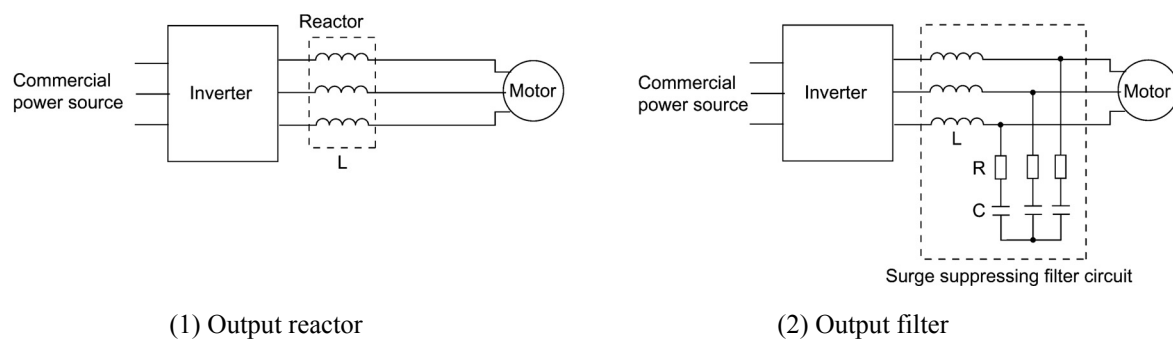 Reactor
Commercial
power source
Inverter
Motor
L
(1) Output reactor
Commercial
power source
Inverter
Motor
L
R
C
Surge suppressing filter circuit
(2) Output filter